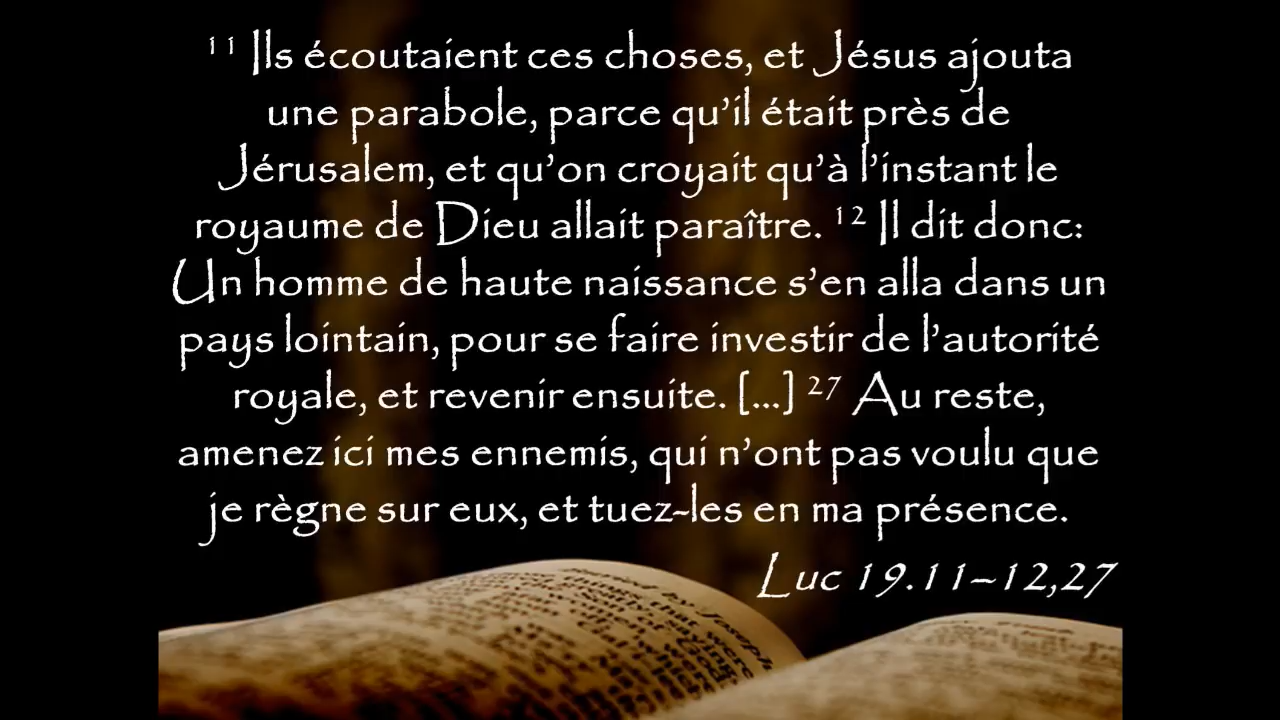 ¹¹ Ils écoutaient ces choses, et Jésus ajouta
une parabole, parce qu’il était près de
Jérusalem, et qu’on croyait qu’à l’instant le
royaume de Dieu allait paraître. ¹² Il dit donc:
Un homme de haute naissance s’en alla dans un
pays lointain, pour se faire investir de l’autorité
royale, et revenir ensuite. [...] ²⁷ Au reste,
amenez ici mes ennemis, qui n’ont pas voulu que
je règne sur eux, et tuez-les en ma présence.
Luc 19.11–12,27